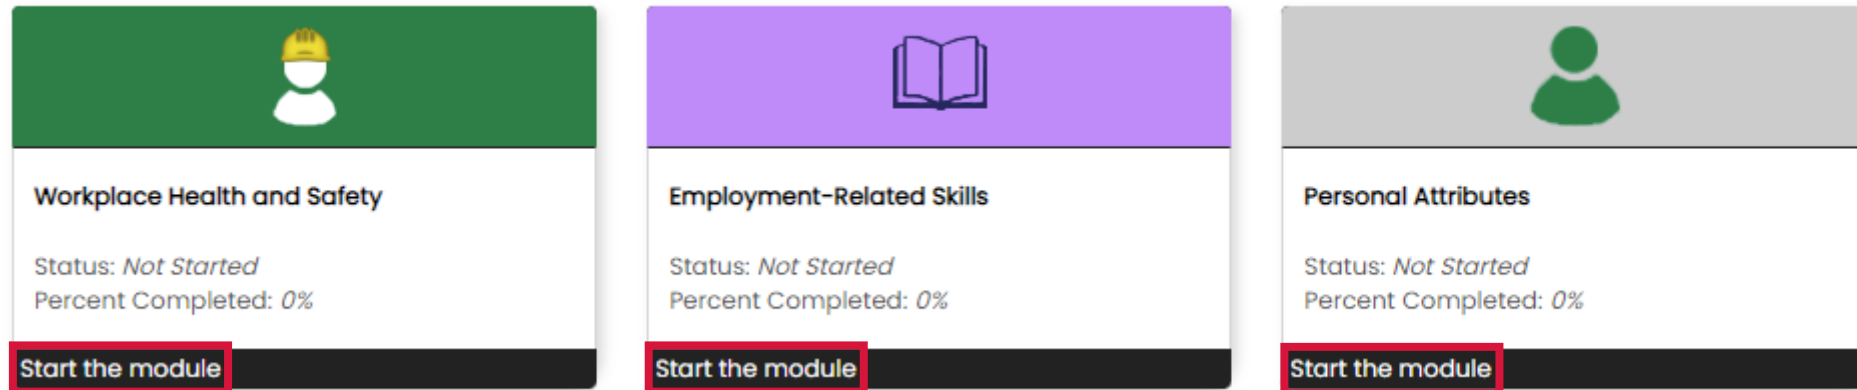 Workplace Health and Safety
Status: Not Started
Percent Completed: 0%
Start the module
Employment-Related Skills
Status: Not Started
Percent Completed: 0%
Start the module
Personal Attributes
Status: Not Started
Percent Completed: 0%
Start the module